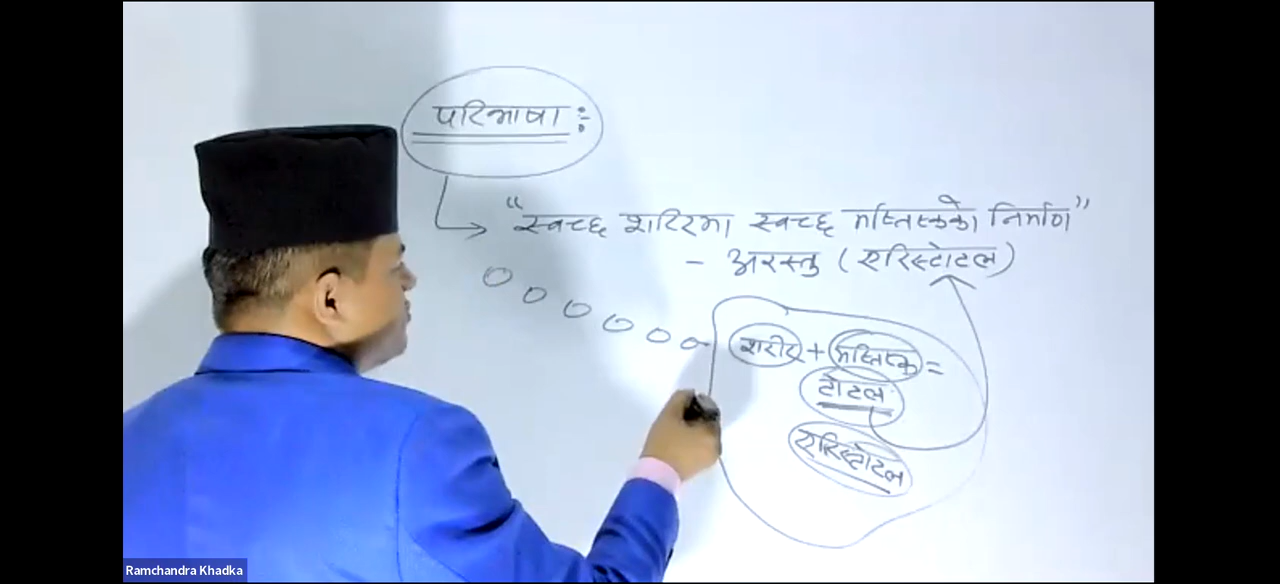 परिभाषा :-
“स्वच्छ शरिरमा स्वच्छ मस्तिष्कको निर्माण”
- अरस्तु (एरिस्टोटल)
शरीर + मस्तिष्क =
टोटल
एरिस्टोटल
Ramchandra Khadka